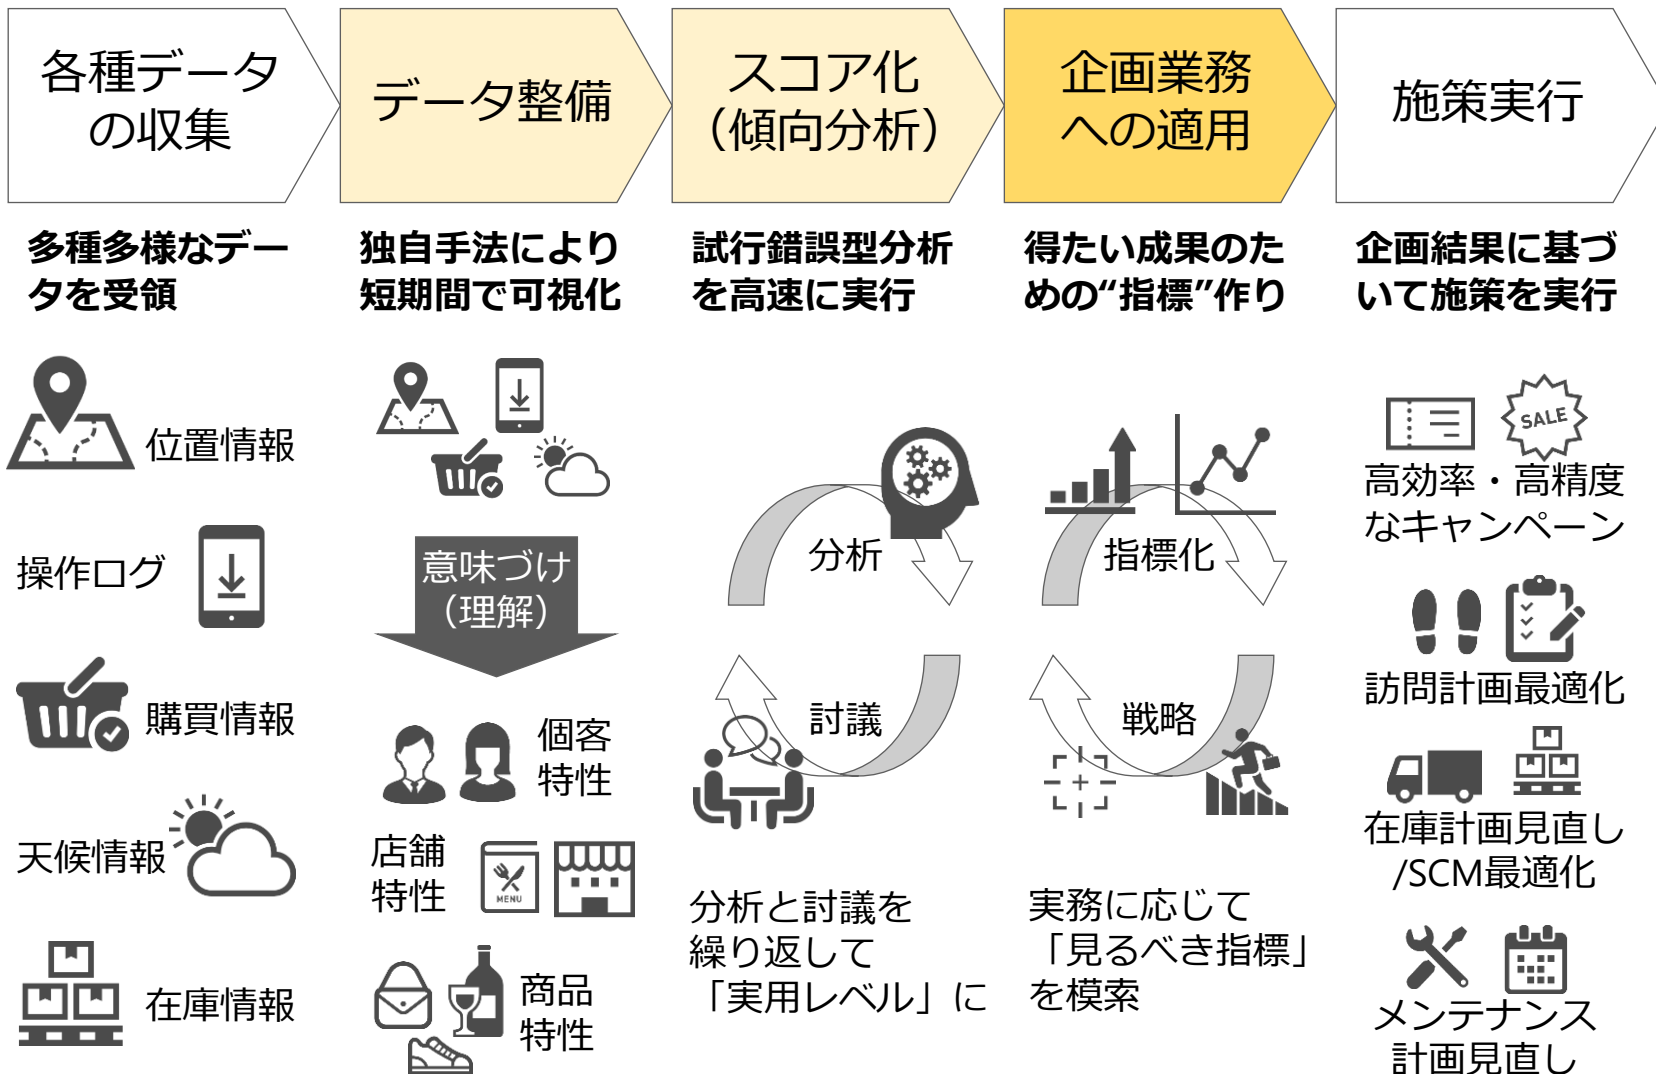 各種データ
の収集
データ整備
スコア化
（傾向分析）
企画業務
への適用
施策実行
多種多様なデー
タを受領
独自手法により
短期間で可視化
試行錯誤型分析
を高速に実行
得たい成果のた
めの“指標”作り
企画結果に基づ
いて施策を実行
位置情報
操作ログ
購買情報
天候情報
在庫情報
意味づけ
（理解）
個客
特性
店舗
特性
MENU
商品
特性
分析
討議
分析と討議を
繰り返して
「実用レベル」に
指標化
戦略
実務に応じて
「見るべき指標」
を模索
SALE
高効率・高精度
なキャンペーン
訪問計画最適化
在庫計画見直し
/SCM最適化
メンテナンス
計画見直し